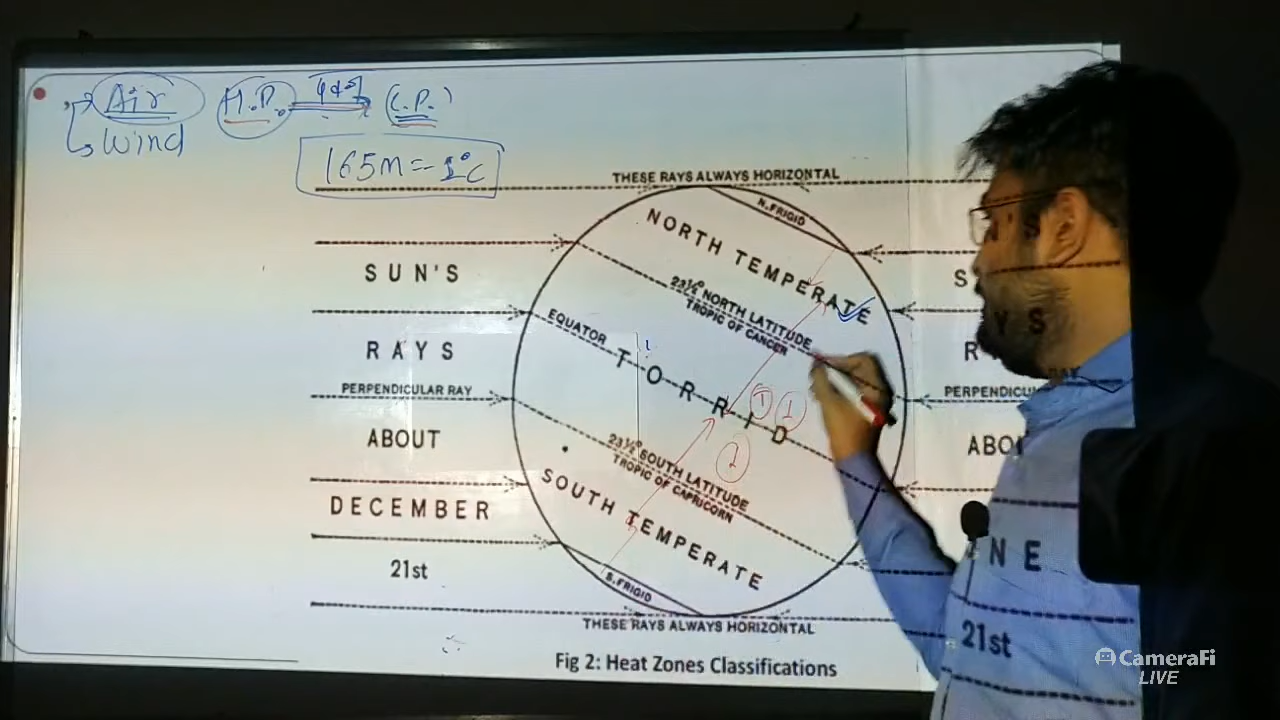 Air H.P. (L.P.)
Wind
165m = 1°C
THESE RAYS ALWAYS HORIZONTAL
N. FRIGID
NORTH TEMPERATE
23½° NORTH LATITUDE
TROPIC OF CANCER
SUN'S
EQUATOR
TORRID
RAYS
PERPENDICULAR RAY
PERPENDICU
ABOUT
ABOU
23½° SOUTH LATITUDE
TROPIC OF CAPRICORN
SOUTH TEMPERATE
DECEMBER
NE
21st
21st
S. FRIGID
THESE RAYS ALWAYS HORIZONTAL
Fig 2: Heat Zones Classifications
CameraFi
LIVE